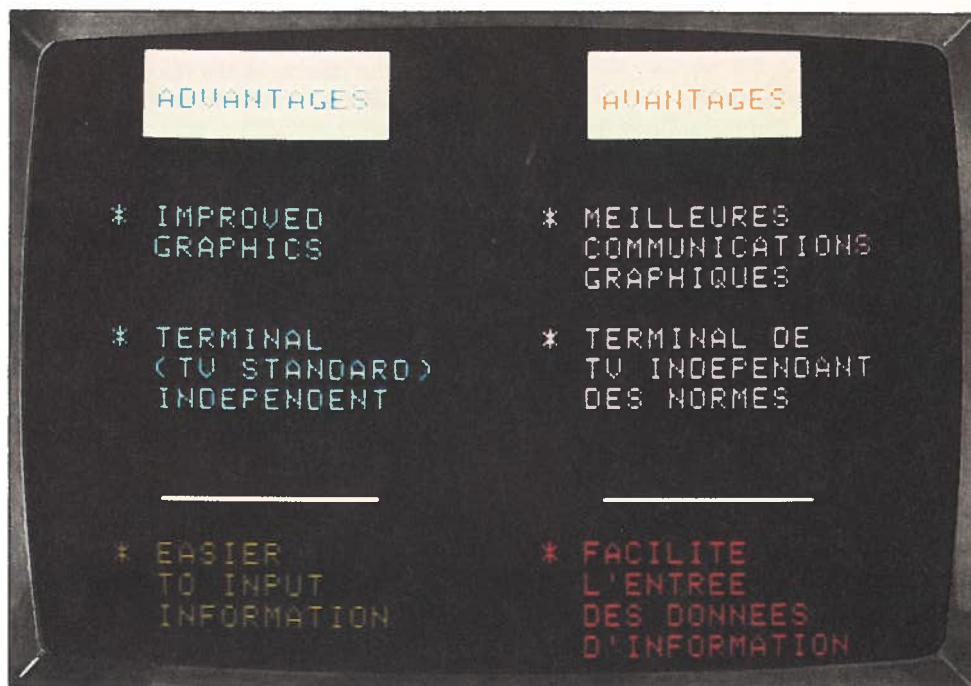 ADVANTAGES
* IMPROVED
GRAPHICS
* TERMINAL
(TV STANDARD)
INDEPENDENT
* EASIER
TO INPUT
INFORMATION
AVANTAGES
* MEILLEURES
COMMUNICATIONS
GRAPHIQUES
* TERMINAL DE
TV INDEPENDANT
DES NORMES
* FACILITE
L'ENTREE
DES DONNEES
D'INFORMATION